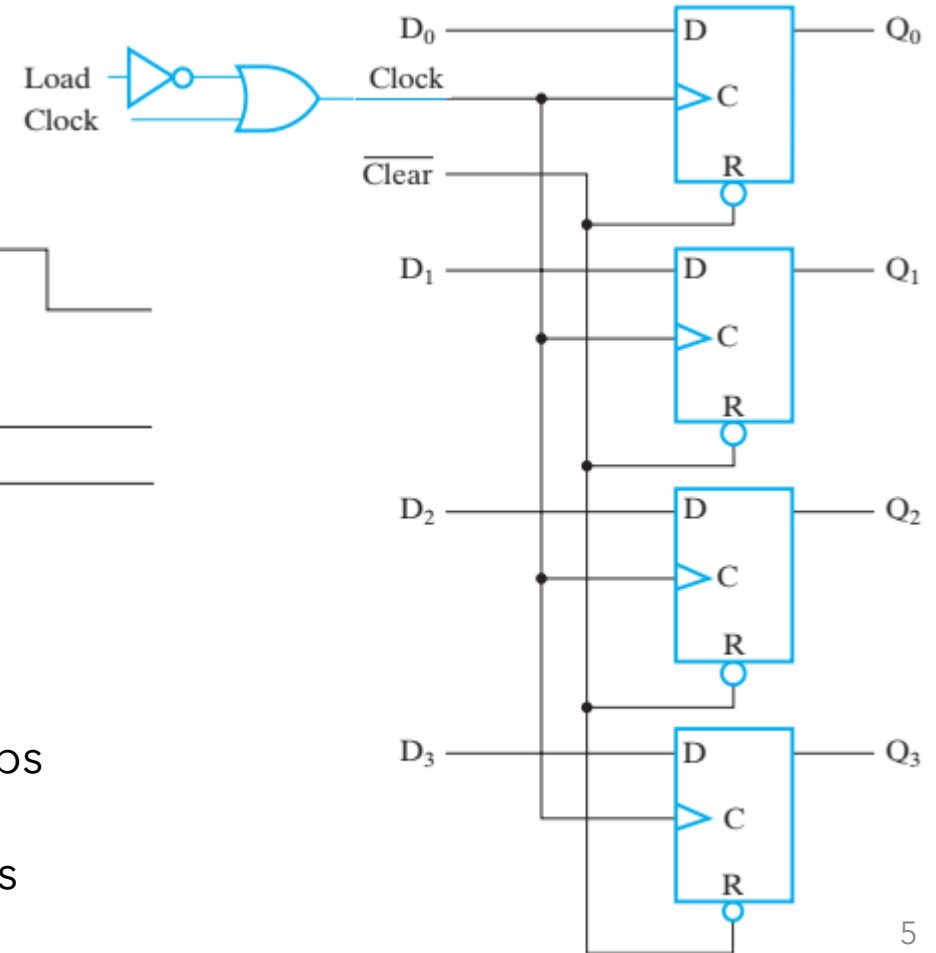 D₀ D Q₀
Load Clock C
Clock
Clear R
D₁ D Q₁
C
R
D₂ D Q₂
C
R
D₃ D Q₃
C
R
5